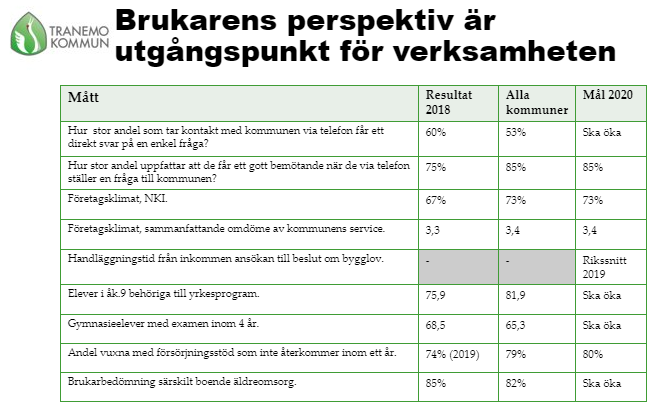 TRANEMO
KOMMUN
Brukarens perspektiv är
utgångspunkt för verksamheten
Mått
Resultat
2018
Alla
kommuner
Mål 2020
Hur stor andel som tar kontakt med kommunen via telefon får ett
direkt svar på en enkel fråga?
60%
53%
Ska öka
Hur stor andel uppfattar att de får ett gott bemötande när de via telefon
ställer en fråga till kommunen?
75%
85%
85%
Företagsklimat, NKI.
67%
73%
73%
Företagsklimat, sammanfattande omdöme av kommunens service.
3,3
3,4
3,4
Handläggningstid från inkommen ansökan till beslut om bygglov.
-
-
Rikssnitt
2019
Elever i åk.9 behöriga till yrkesprogram.
75,9
81,9
Ska öka
Gymnasieelever med examen inom 4 år.
68,5
65,3
Ska öka
Andel vuxna med försörjningsstöd som inte återkommer inom ett år.
74% (2019)
79%
80%
Brukarbedömning särskilt boende äldreomsorg.
85%
82%
Ska öka